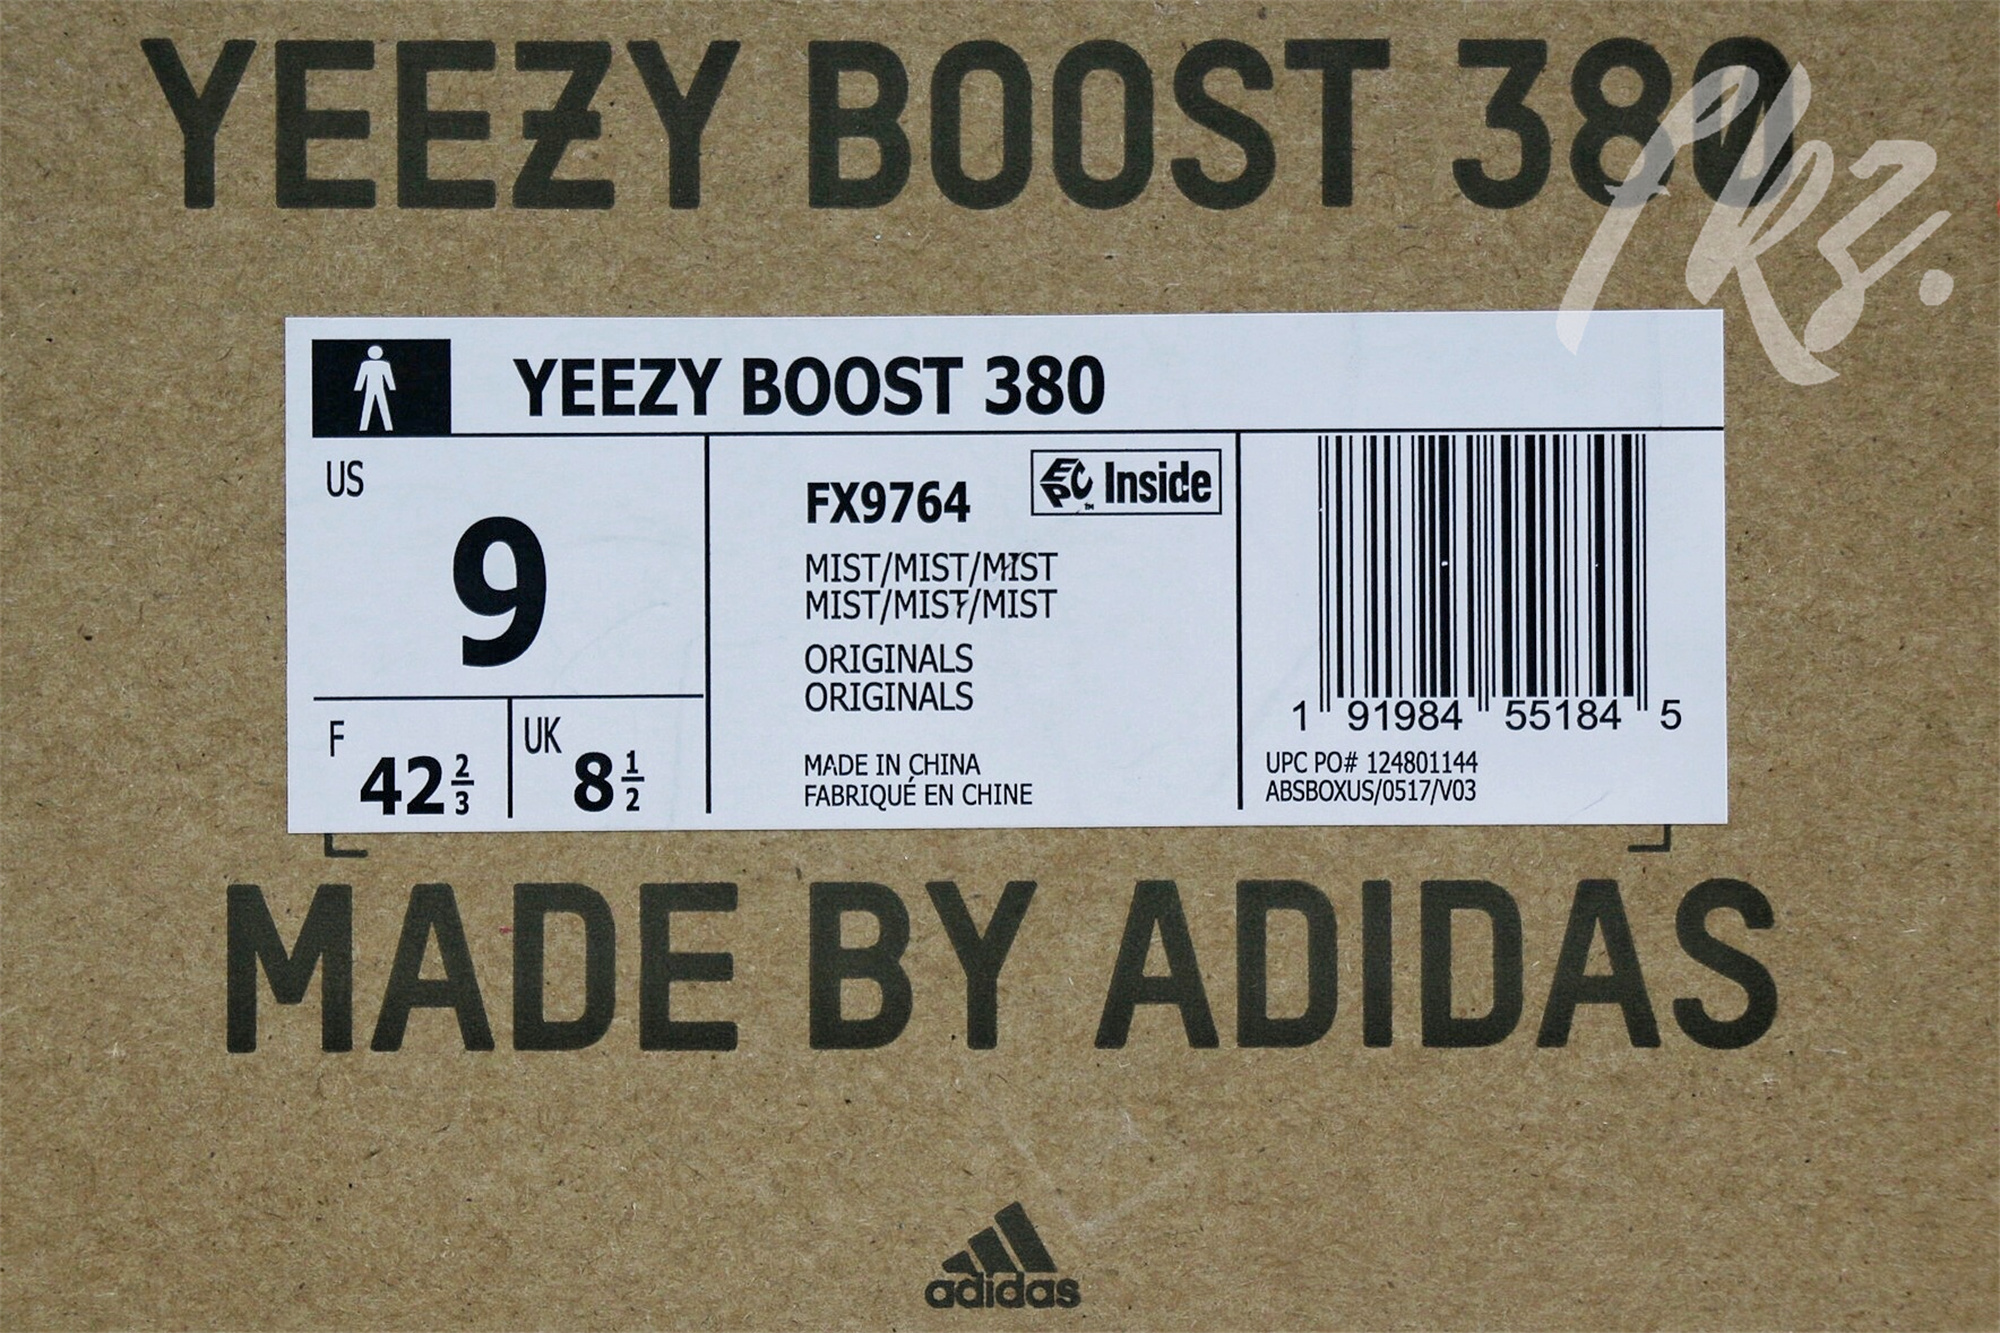 YEEZY BOOST 380
fkz.
YEEZY BOOST 380
US
9
F
42 2/3
UK
8 1/2
FX9764
EPC™ Inside
MIST/MIST/MIST
MIST/MIST/MIST
ORIGINALS
ORIGINALS
MADE IN CHINA
FABRIQUÉ EN CHINE
1 91984 55184 5
UPC PO# 124801144
ABSBOXUS/0517/V03
MADE BY ADIDAS
adidas